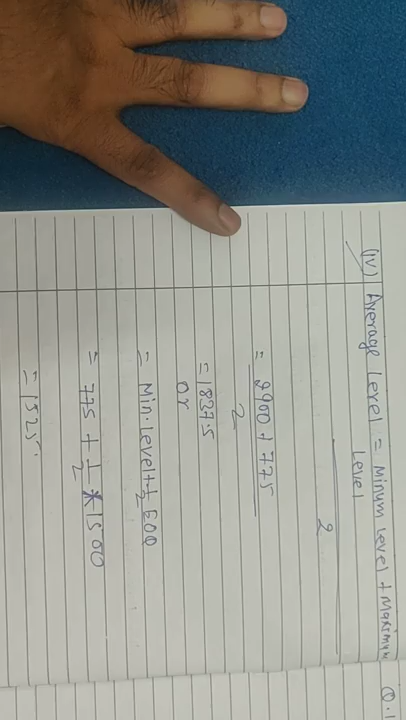 (iv) Average Level = Minum Level + Maximum Level
2
= 2900 + 775
2
= 1837.5
or
= Min. Level + 1/2 EOQ
= 775 + 1/2 * 1500
= 1525.